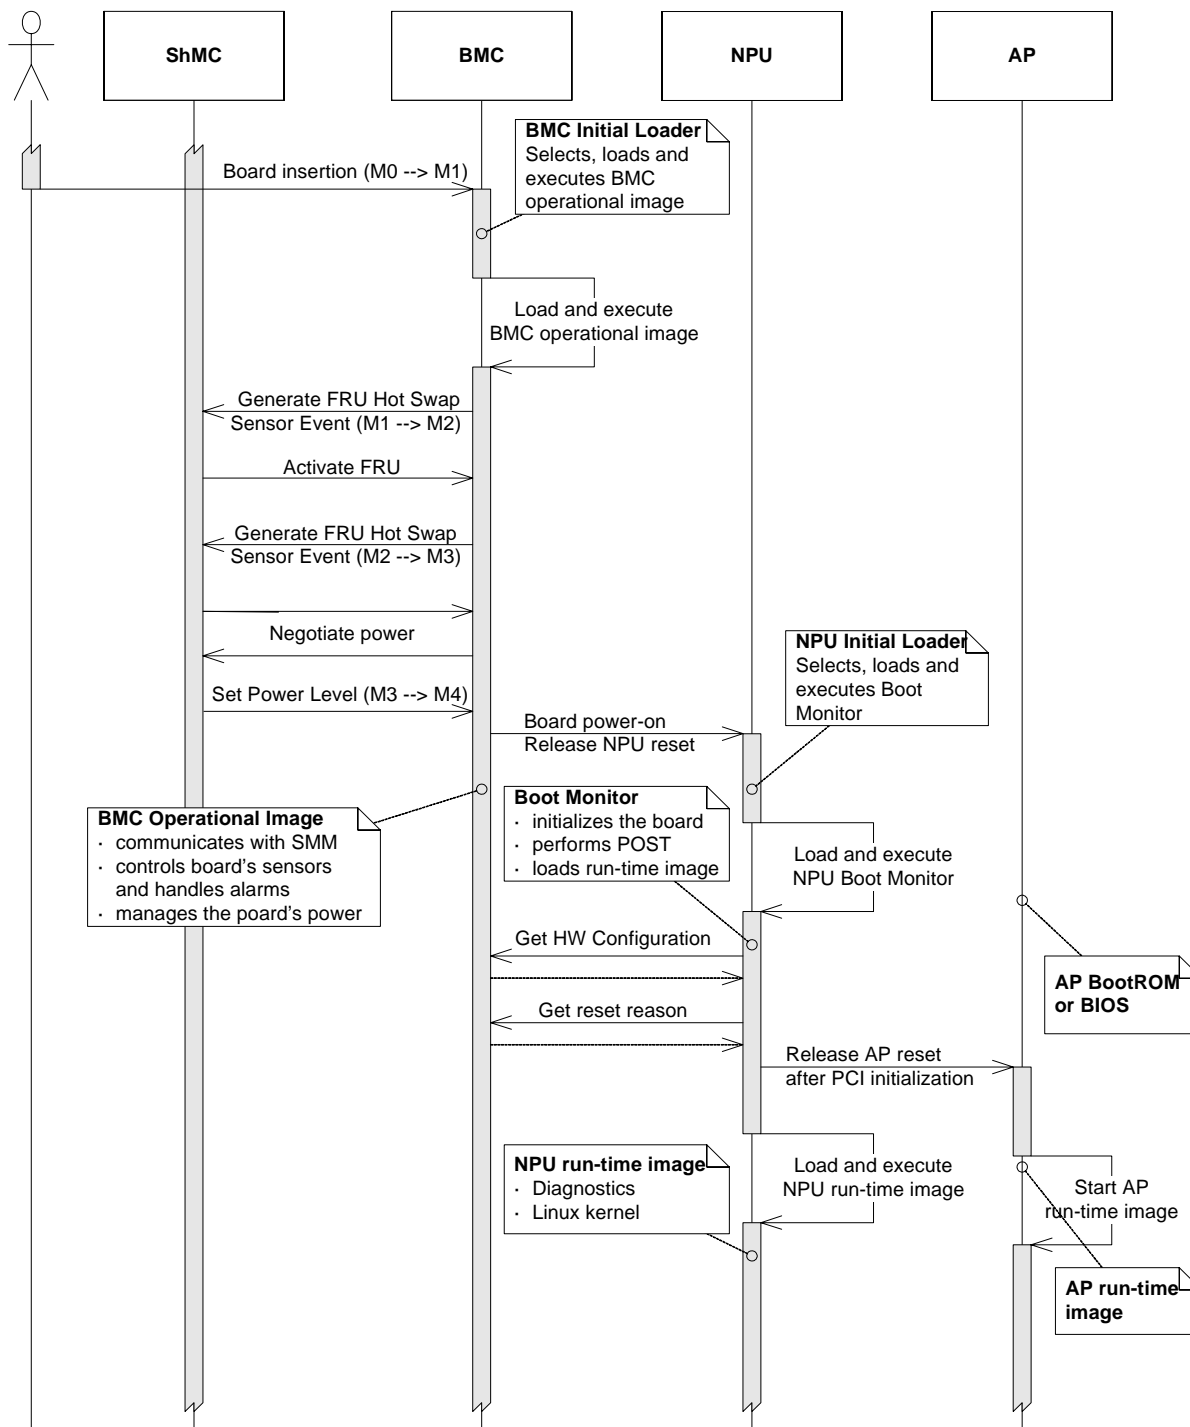 ShMC
BMC
NPU
AP
BMC Initial Loader
Selects, loads and
executes BMC
operational image
Board insertion (M0 --> M1)
Load and execute
BMC operational image
Generate FRU Hot Swap
Sensor Event (M1 --> M2)
Activate FRU
Generate FRU Hot Swap
Sensor Event (M2 --> M3)
Negotiate power
NPU Initial Loader
Selects, loads and
executes Boot
Monitor
Set Power Level (M3 --> M4)
Board power-on
Release NPU reset
BMC Operational Image
· communicates with SMM
· controls board's sensors
and handles alarms
· manages the poard's power
Boot Monitor
· initializes the board
· performs POST
· loads run-time image
Load and execute
NPU Boot Monitor
Get HW Configuration
AP BootROM
or BIOS
Get reset reason
Release AP reset
after PCI initialization
NPU run-time image
· Diagnostics
· Linux kernel
Load and execute
NPU run-time image
Start AP
run-time image
AP run-time
image